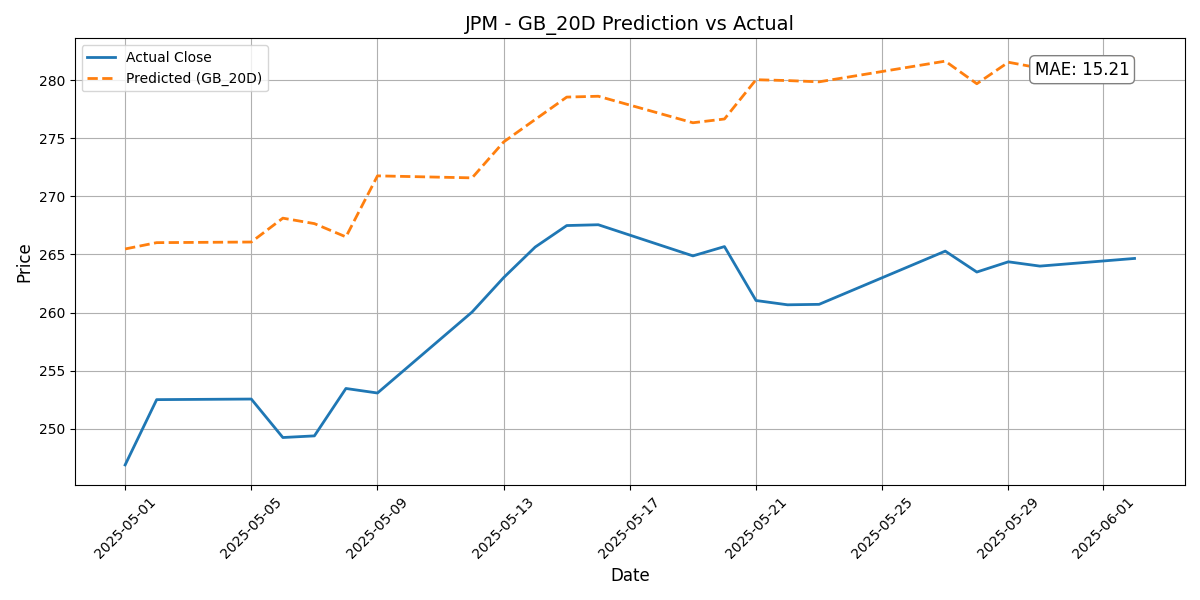 JPM - GB_20D Prediction vs Actual
Actual Close
Predicted (GB_20D)
MAE: 15.21
280
275
270
265
260
255
250
Price
2025-05-01
2025-05-05
2025-05-09
2025-05-13
2025-05-17
2025-05-21
2025-05-25
2025-05-29
2025-06-01
Date